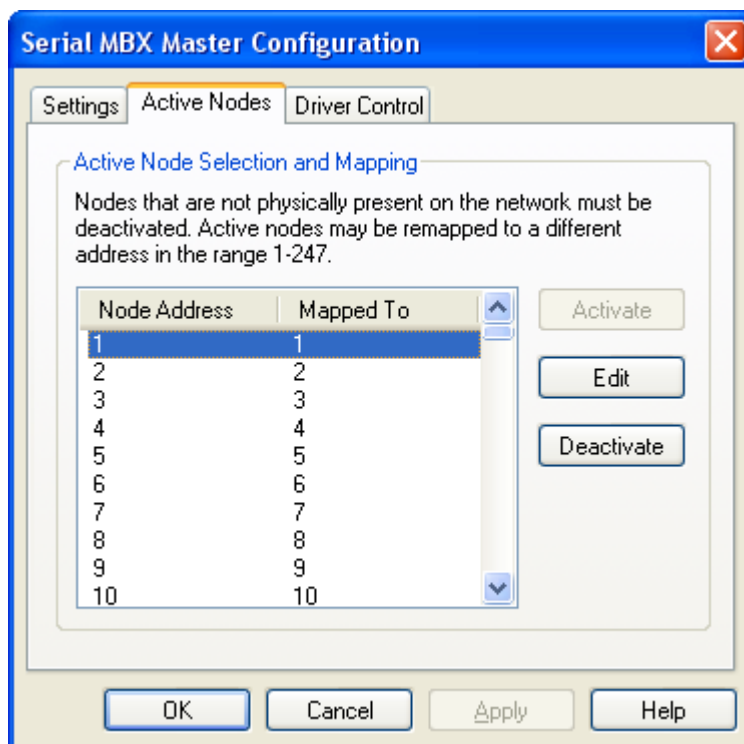 Serial MBX Master Configuration
Settings Active Nodes Driver Control
Active Node Selection and Mapping
Nodes that are not physically present on the network must be
deactivated. Active nodes may be remapped to a different
address in the range 1-247.
Node Address Mapped To
1 1
2 2
3 3
4 4
5 5
6 6
7 7
8 8
9 9
10 10
Activate
Edit
Deactivate
OK Cancel Apply Help